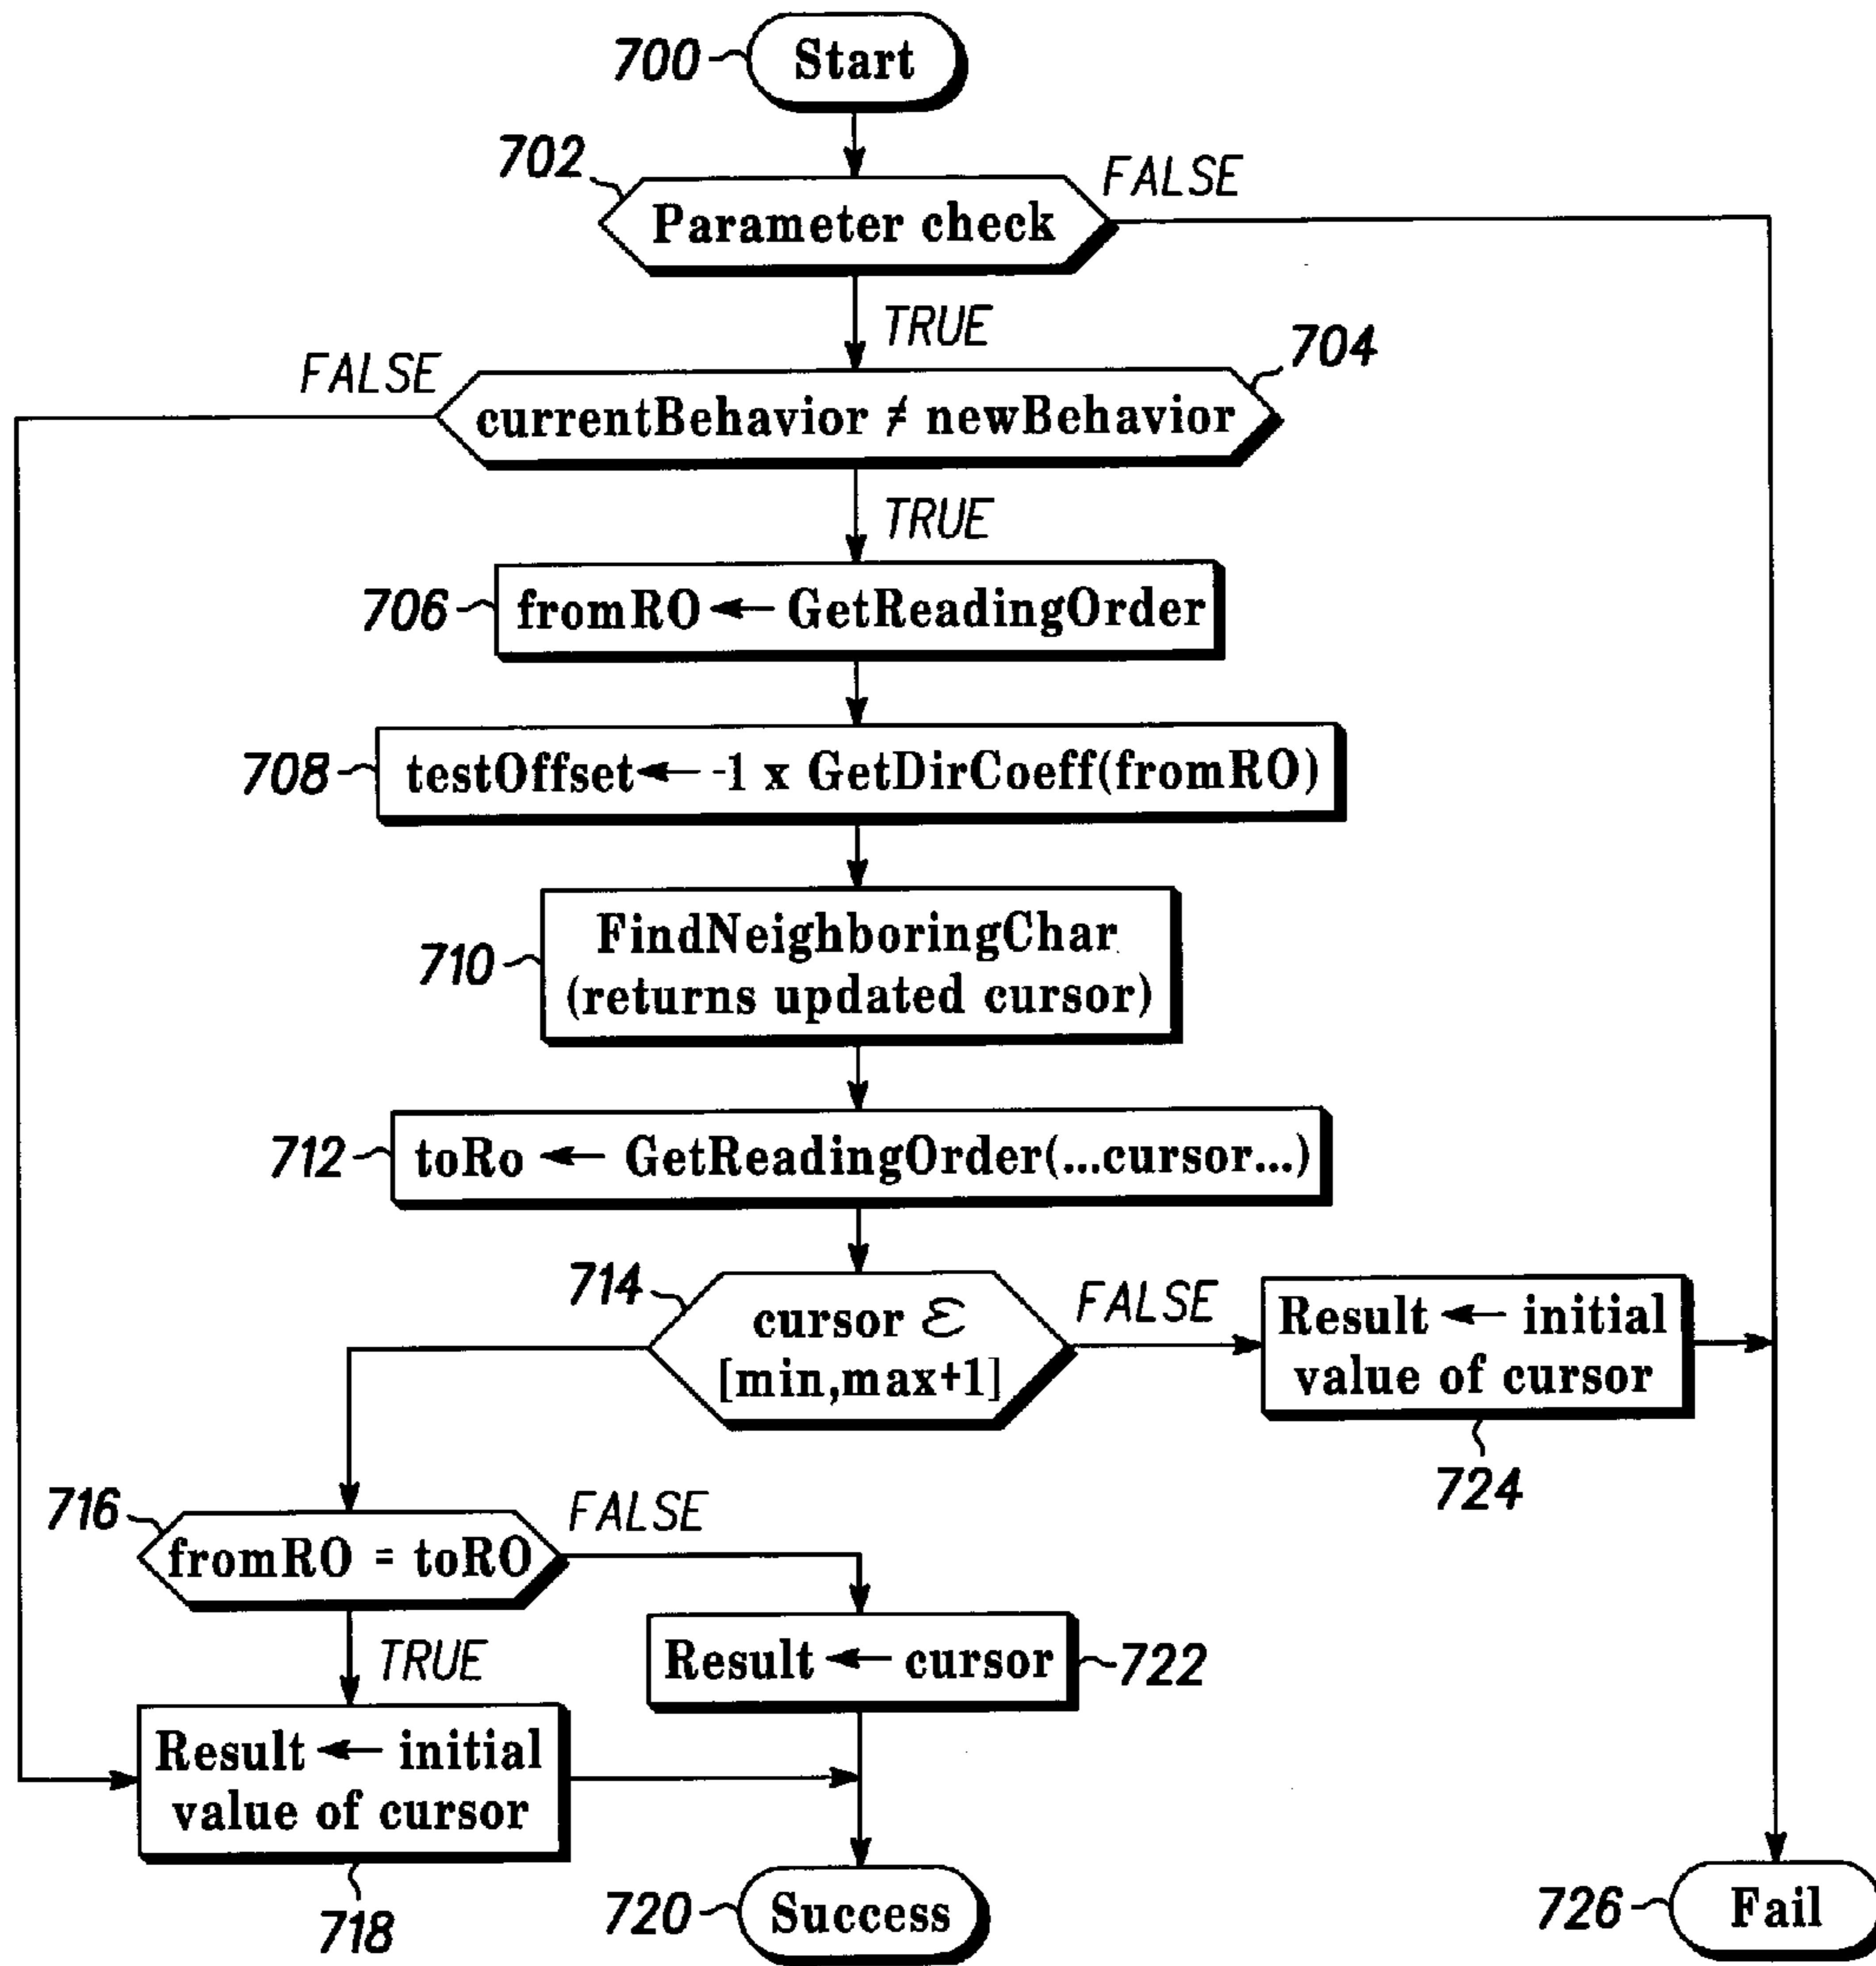 700
Start
702
FALSE
Parameter check
TRUE
704
FALSE
currentBehavior ≠ newBehavior
TRUE
706
fromRO ← GetReadingOrder
708
testOffset ← -1 x GetDirCoeff(fromRO)
710
FindNeighboringChar
(returns updated cursor)
712
toRo ← GetReadingOrder(...cursor...)
714
cursor ℰ
[min,max+1]
FALSE
Result ← initial
value of cursor
724
716
fromRO = toRO
FALSE
TRUE
Result ← cursor
722
Result ← initial
value of cursor
718
720
Success
726
Fail